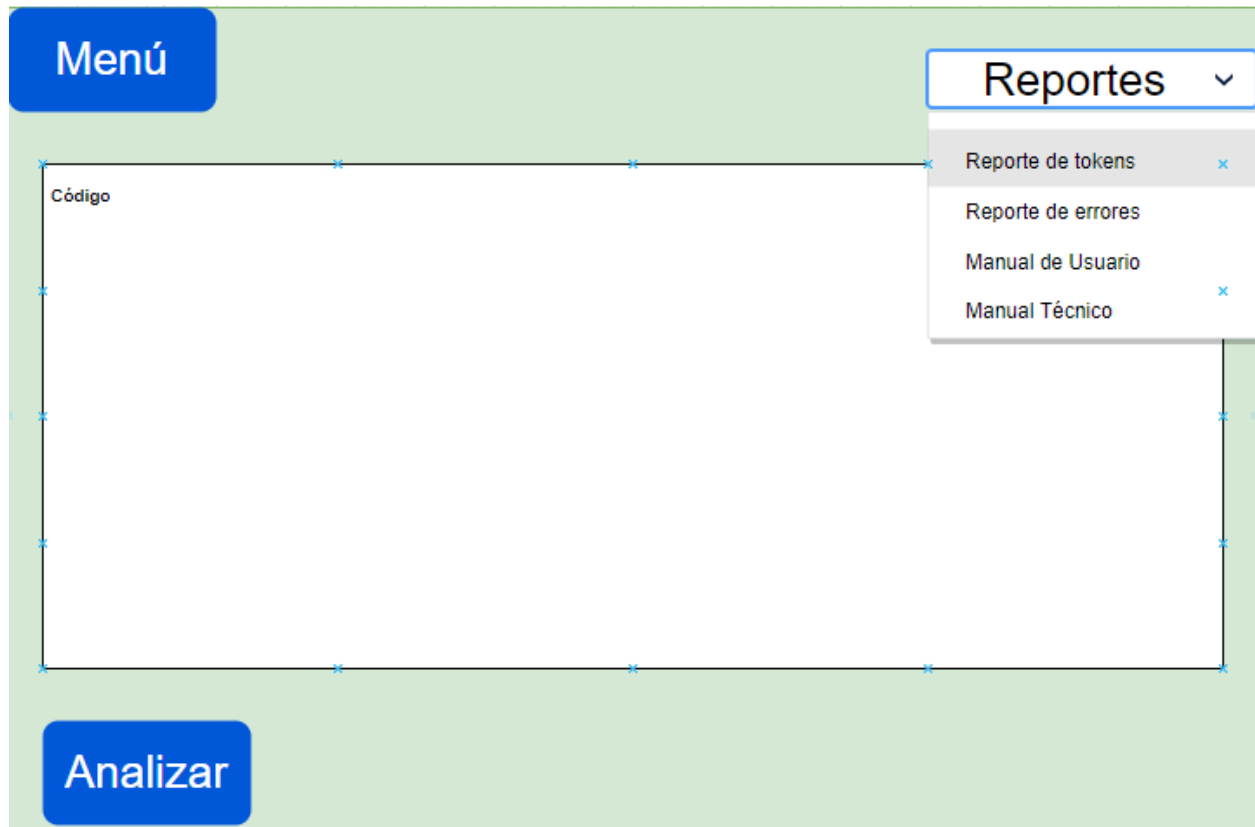 Menú
Reportes
Reporte de tokens
Código
Reporte de errores
Manual de Usuario
Manual Técnico
Analizar